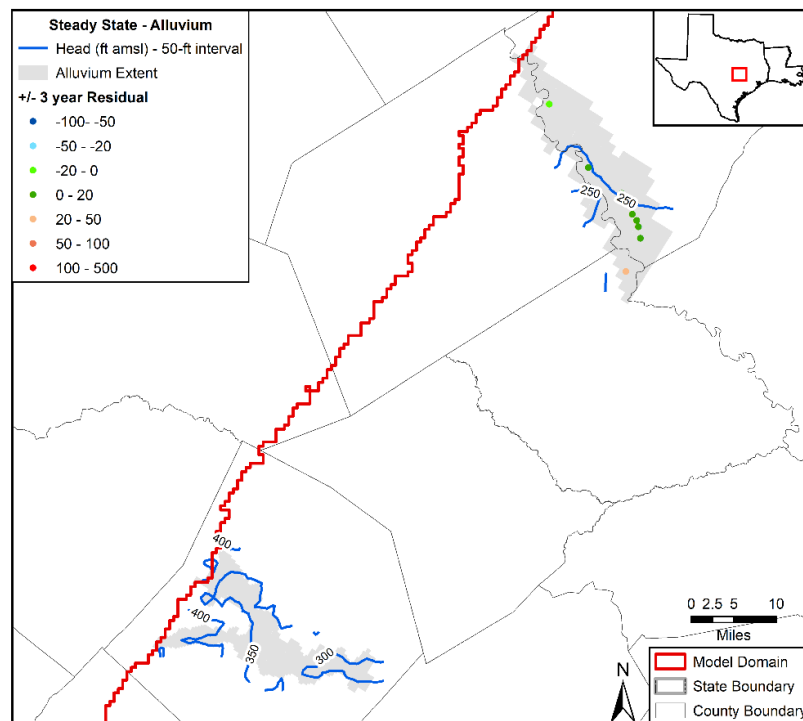 Steady State - Alluvium
Head (ft amsl) - 50-ft interval
Alluvium Extent
+/- 3 year Residual
-100- -50
-50 - -20
-20 - 0
0 - 20
20 - 50
50 - 100
100 - 500
250
250
400
400
350
300
0 2.5 5 10
Miles
N
Model Domain
State Boundary
County Boundary